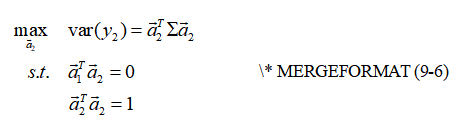 max var(y₂) = a⃗₂ᵀΣa⃗₂
a⃗₂
s.t. a⃗₁ᵀa⃗₂ = 0 \* MERGEFORMAT (9-6)
a⃗₂ᵀa⃗₂ = 1